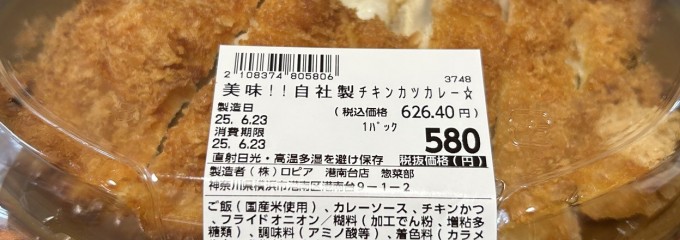 2 108374 805806
3748
美味!!自社製チキンカツカレー☆
製造日
25. 6.23
(税込価格 626.40円)
消費期限
1パック
25. 6.23
580
直射日光・高温多湿を避け保存 税抜価格(円)
製造者(株)ロピア 港南台店 惣菜部
神奈川県横浜市港南区港南台9-1-2
ご飯(国産米使用)、カレーソース、チキンかつ
、フライドオニオン/糊料(加工でん粉、増粘多
糖類)、調味料(アミノ酸等)、着色料(カラメ